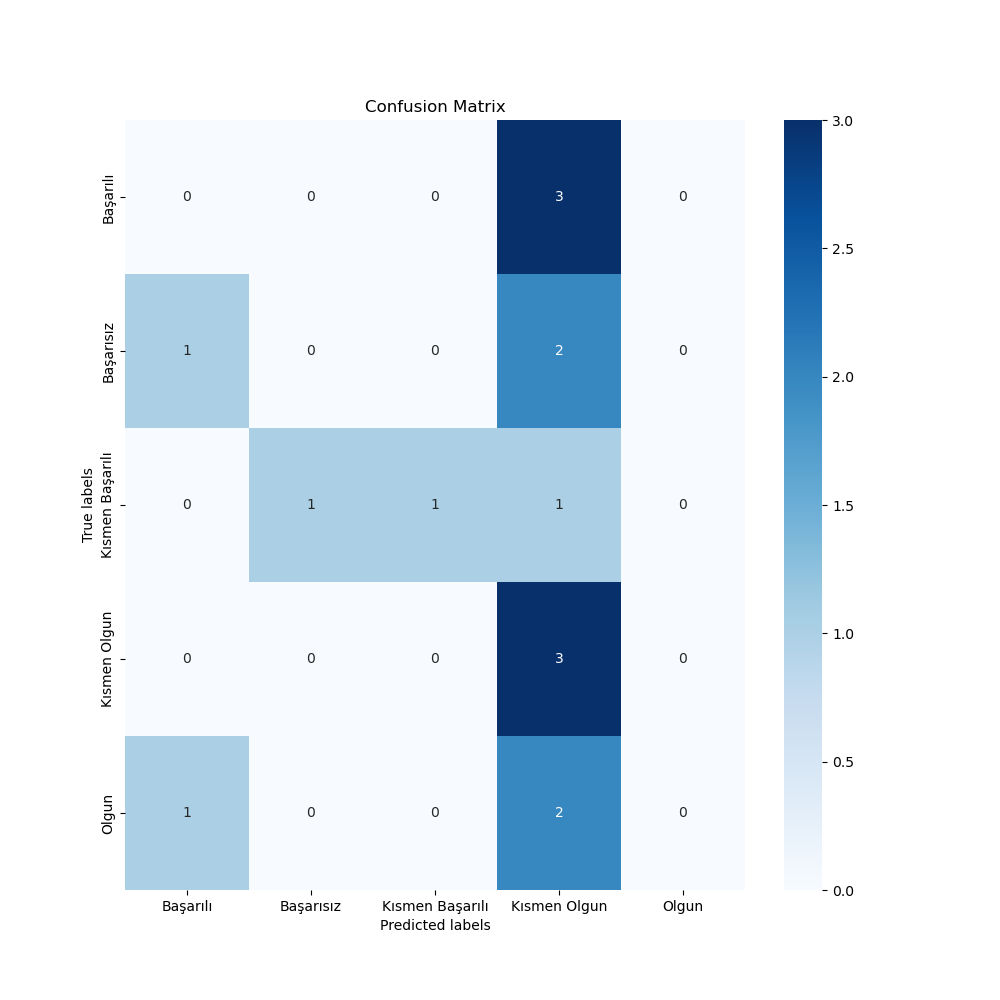 Confusion Matrix
True labels
Başarılı
0 0 0 3 0
Başarısız
1 0 0 2 0
Kısmen Başarılı
0 1 1 1 0
Kısmen Olgun
0 0 0 3 0
Olgun
1 0 0 2 0
Başarılı Başarısız Kısmen Başarılı Kısmen Olgun Olgun
Predicted labels
3.0
2.5
2.0
1.5
1.0
0.5
0.0